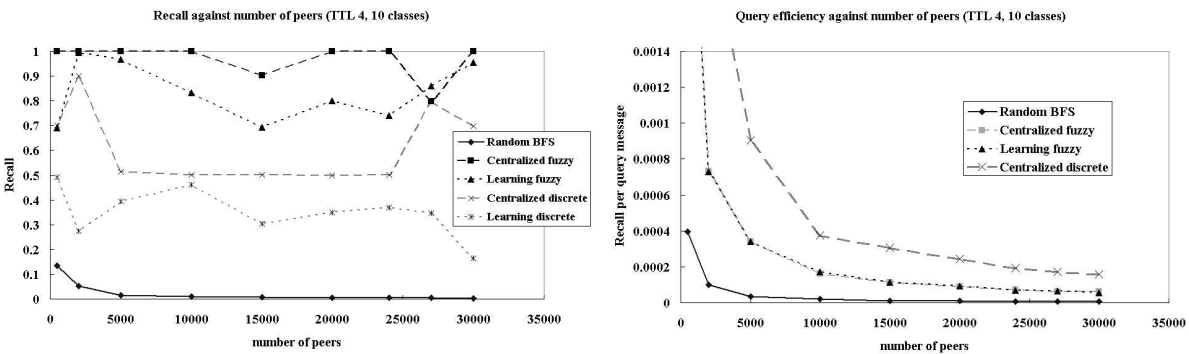 Recall against number of peers (TTL 4, 10 classes)
1
0.9
0.8
0.7
0.6
0.5
0.4
0.3
0.2
0.1
0
Recall
0
5000
10000
15000
20000
25000
30000
35000
number of peers
Random BFS
Centralized fuzzy
Learning fuzzy
Centralized discrete
Learning discrete
Query efficiency against number of peers (TTL 4, 10 classes)
0.0014
0.0012
0.001
0.0008
0.0006
0.0004
0.0002
0
Recall per query message
0
5000
10000
15000
20000
25000
30000
35000
number of peers
Random BFS
Centralized fuzzy
Learning fuzzy
Centralized discrete